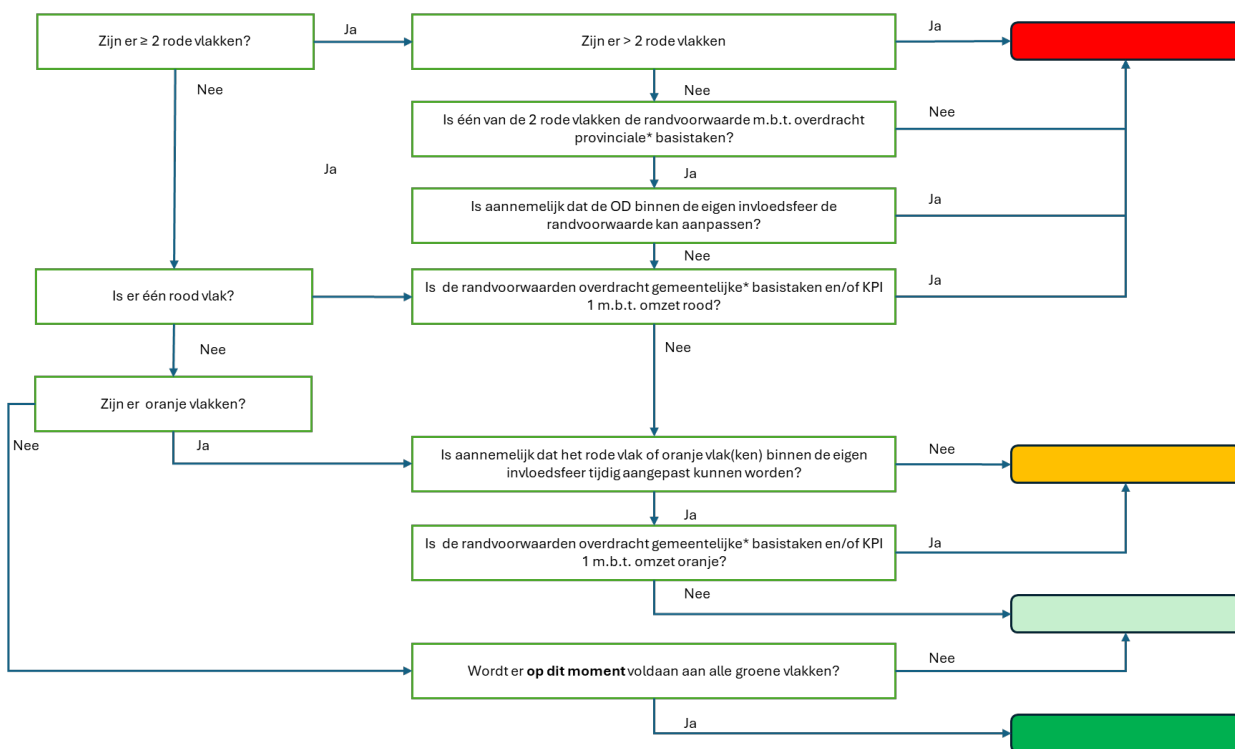 Zijn er ≥ 2 rode vlakken?
Ja
Zijn er > 2 rode vlakken
Ja
Nee
Nee
Is één van de 2 rode vlakken de randvoorwaarde m.b.t. overdracht
provinciale* basistaken?
Nee
Ja
Ja
Is aannemelijk dat de OD binnen de eigen invloedsfeer de
randvoorwaarde kan aanpassen?
Ja
Nee
Is er één rood vlak?
Is de randvoorwaarden overdracht gemeentelijke* basistaken en/of KPI
1 m.b.t. omzet rood?
Ja
Nee
Nee
Zijn er oranje vlakken?
Nee
Ja
Is aannemelijk dat het rode vlak of oranje vlak(ken) binnen de eigen
invloedsfeer tijdig aangepast kunnen worden?
Nee
Ja
Is de randvoorwaarden overdracht gemeentelijke* basistaken en/of KPI
1 m.b.t. omzet oranje?
Ja
Nee
Wordt er op dit moment voldaan aan alle groene vlakken?
Nee
Ja